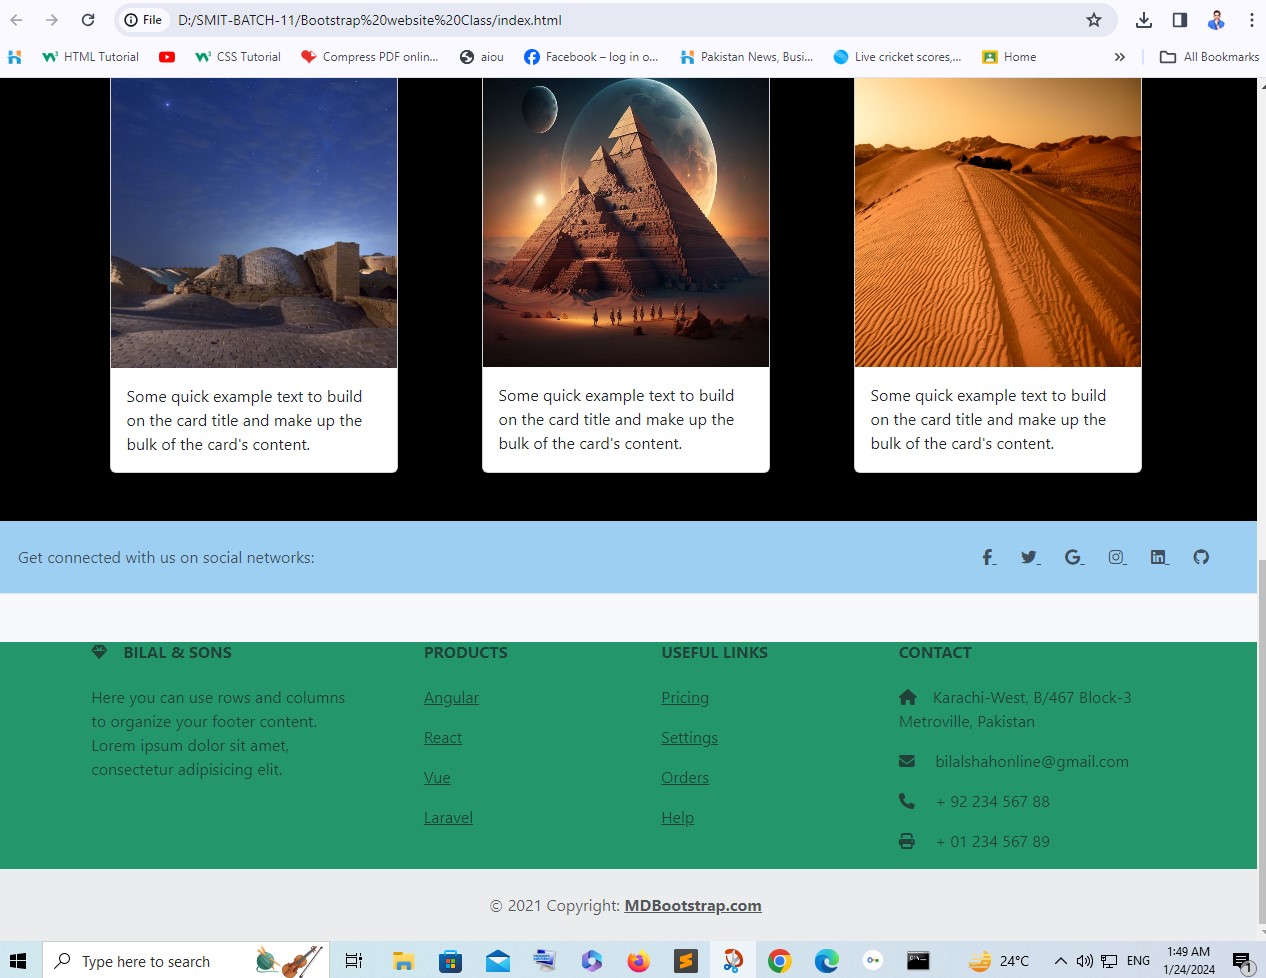 File D:/SMIT-BATCH-11/Bootstrap%20website%20Class/index.html
HTML Tutorial CSS Tutorial Compress PDF onlin... aiou Facebook – log in o... Pakistan News, Busi... Live cricket scores,... Home » All Bookmarks
Some quick example text to build
on the card title and make up the
bulk of the card's content.
Some quick example text to build
on the card title and make up the
bulk of the card's content.
Some quick example text to build
on the card title and make up the
bulk of the card's content.
Get connected with us on social networks:
BILAL & SONS
Here you can use rows and columns
to organize your footer content.
Lorem ipsum dolor sit amet,
consectetur adipisicing elit.
PRODUCTS
Angular
React
Vue
Laravel
USEFUL LINKS
Pricing
Settings
Orders
Help
CONTACT
Karachi-West, B/467 Block-3
Metroville, Pakistan
bilalshahonline@gmail.com
+ 92 234 567 88
+ 01 234 567 89
© 2021 Copyright: MDBootstrap.com
Type here to search
24°C ENG
1:49 AM
1/24/2024
1